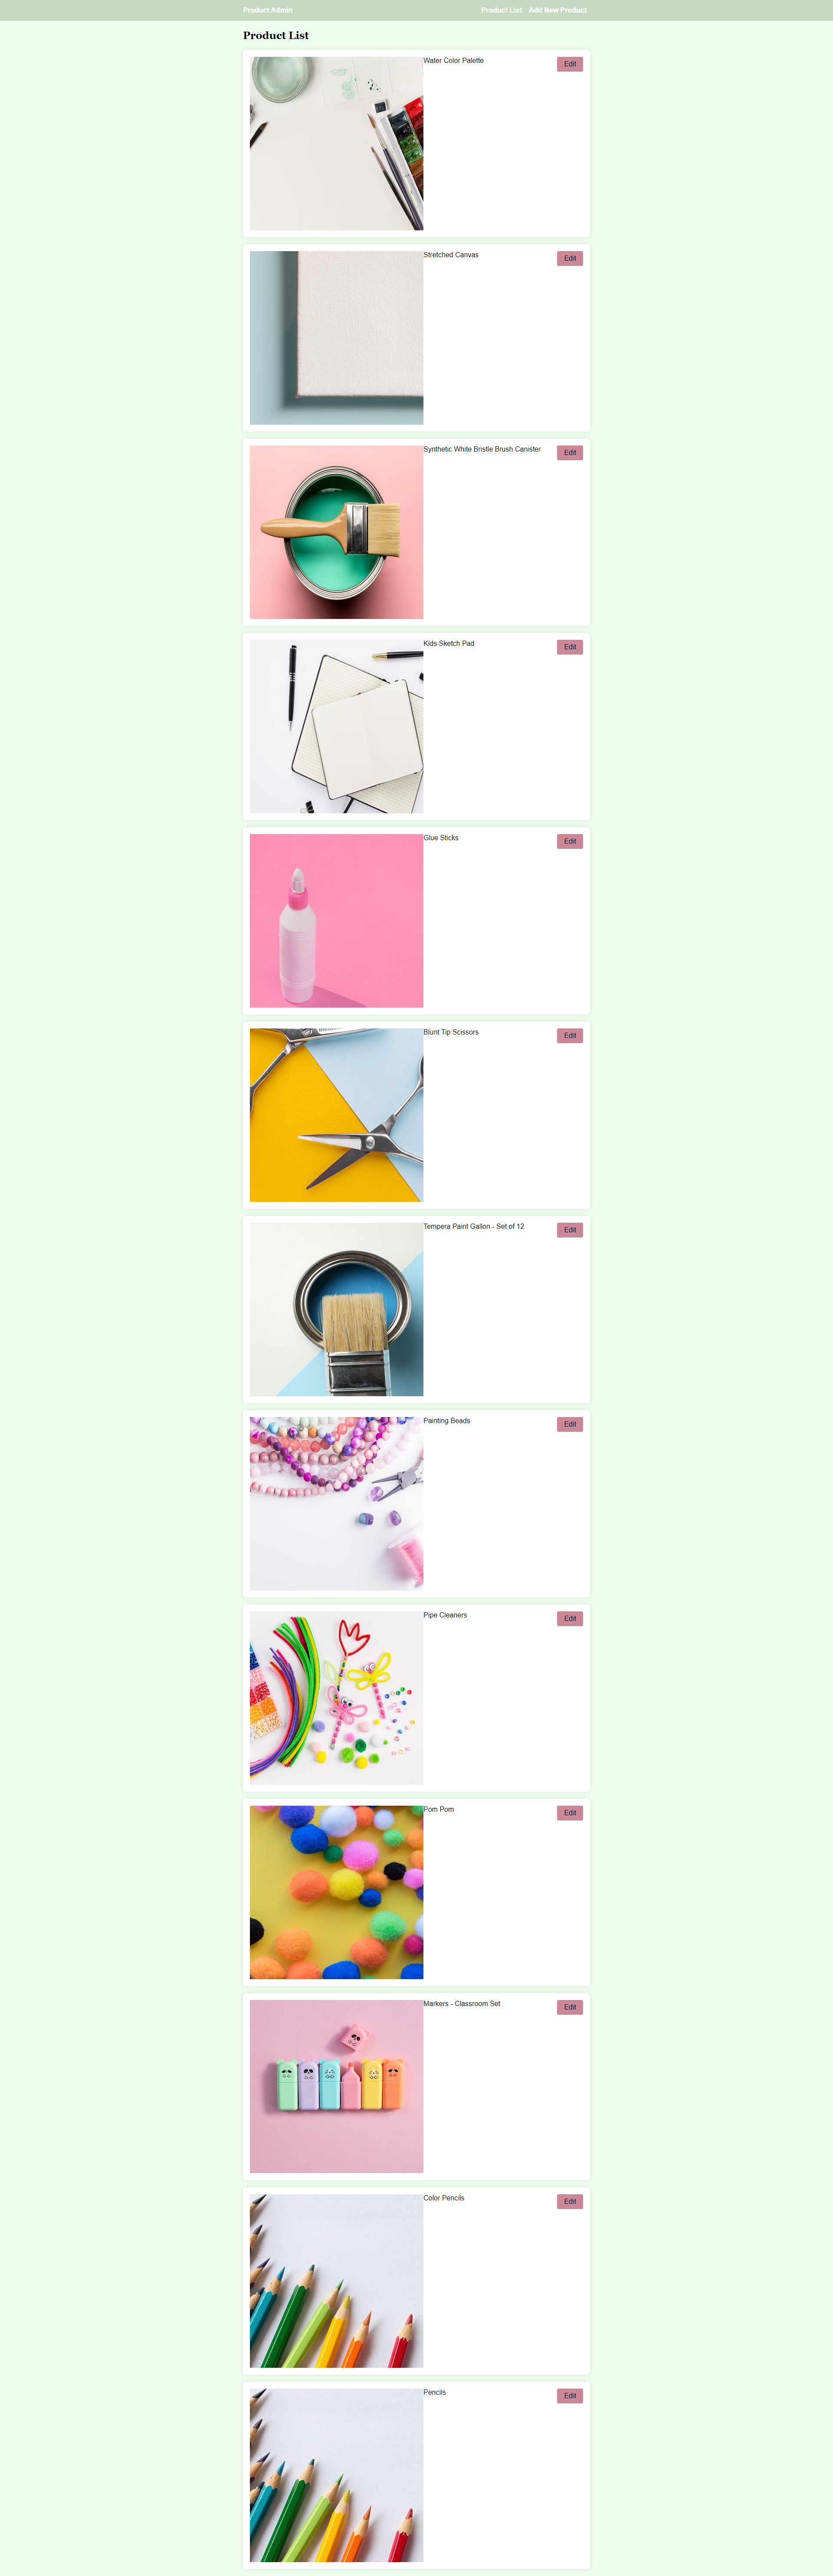 Product Admin
Product List
Add New Product
Product List
Water Color Palette
Edit
Stretched Canvas
Edit
Synthetic White Bristle Brush Canister
Edit
Kids Sketch Pad
Edit
Glue Sticks
Edit
Blunt Tip Scissors
Edit
Tempera Paint Gallon - Set of 12
Edit
Painting Beads
Edit
Pipe Cleaners
Edit
Pom Pom
Edit
Markers - Classroom Set
Edit
Color Pencils
Edit
Pencils
Edit